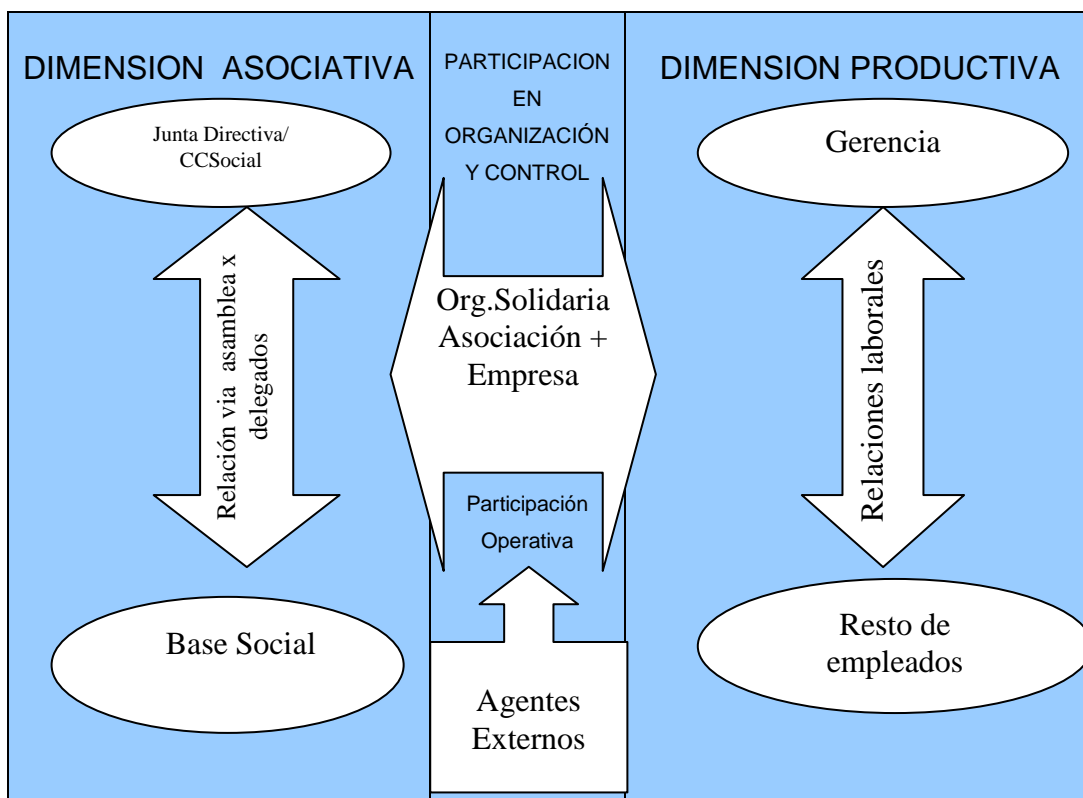 DIMENSION ASOCIATIVA
Junta Directiva/
CCSocial
Relación via asamblea x
delegados
Base Social
PARTICIPACION
EN
ORGANIZACIÓN
Y CONTROL
Org.Solidaria
Asociación +
Empresa
Participación
Operativa
Agentes
Externos
DIMENSION PRODUCTIVA
Gerencia
Relaciones laborales
Resto de
empleados